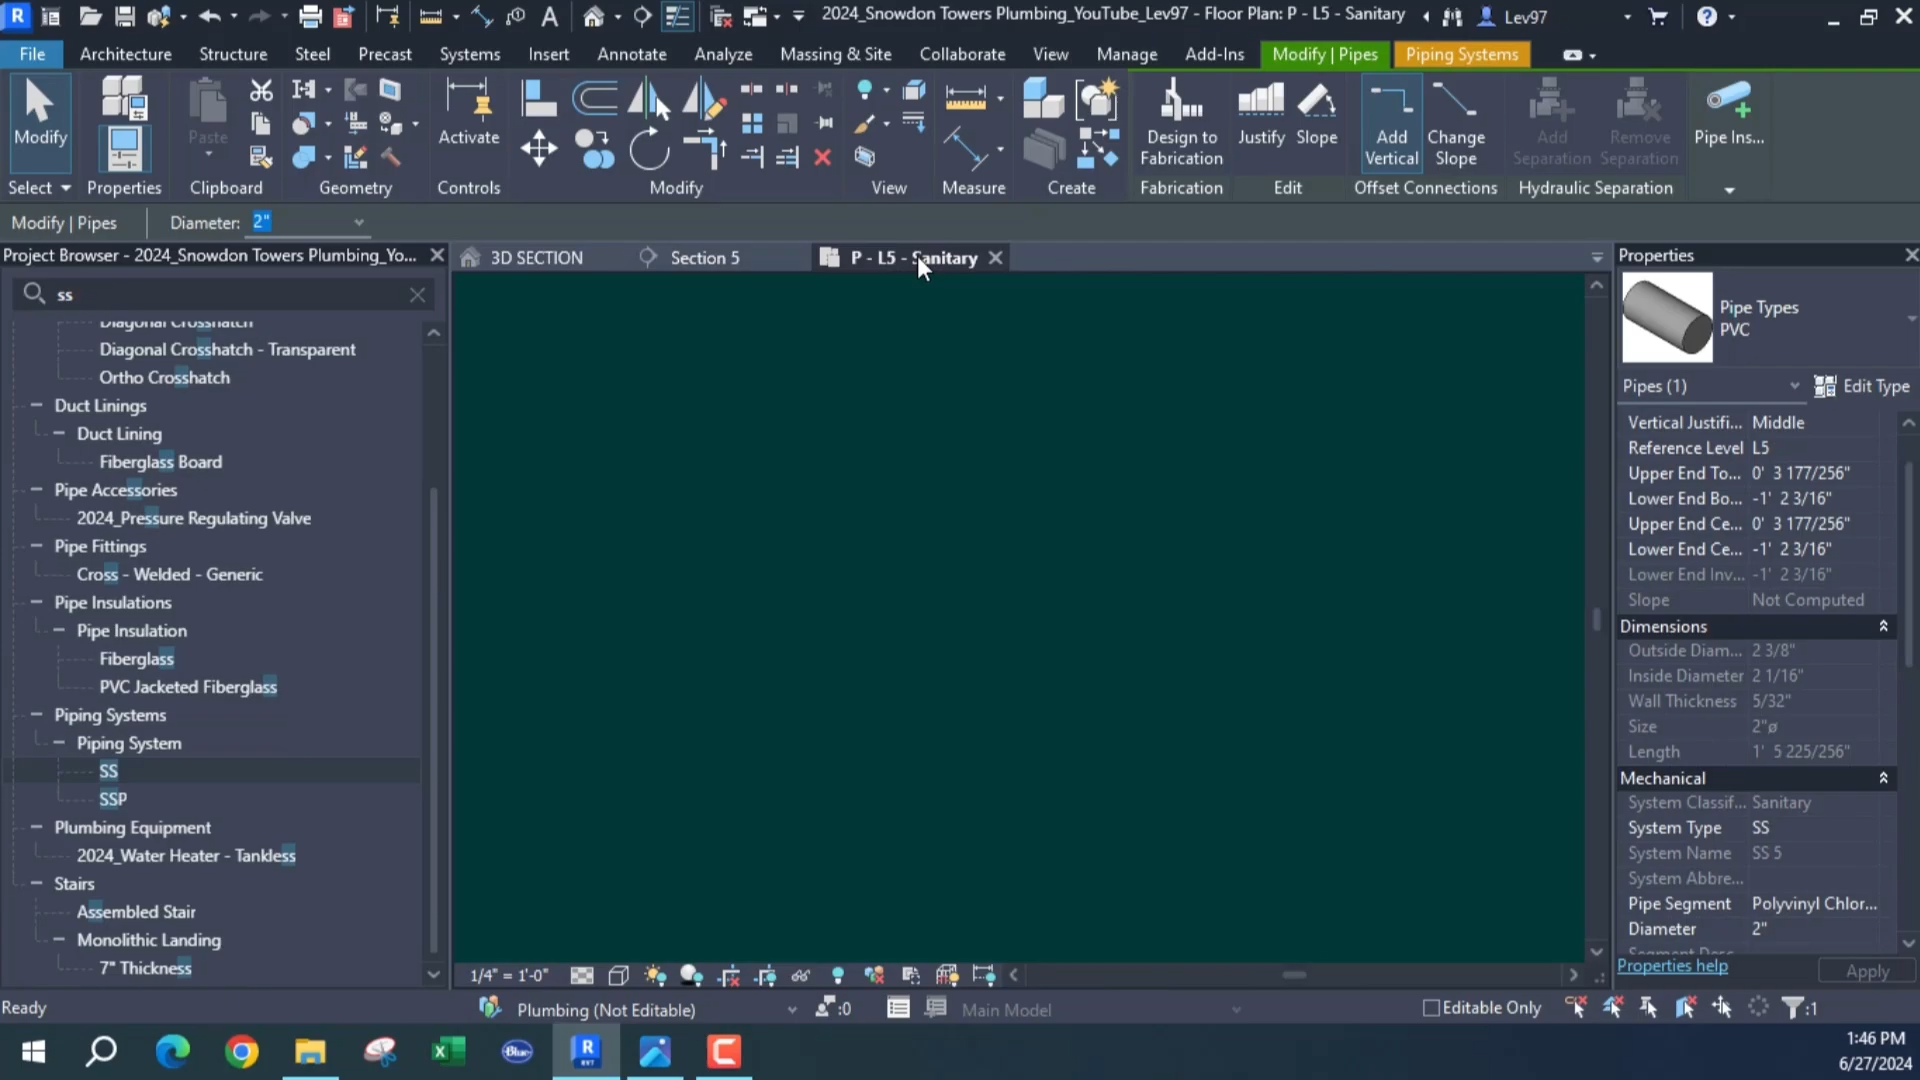 2024_Snowdon Towers Plumbing_YouTube_Lev97 - Floor Plan: P - L5 - Sanitary
Lev97
File Architecture Structure Steel Precast Systems Insert Annotate Analyze Massing & Site Collaborate View Manage Add-Ins Modify | Pipes Piping Systems
Modify Paste Activate Design to Fabrication Justify Slope Add Vertical Change Slope Add Separation Remove Separation Pipe Ins...
Select Properties Clipboard Geometry Controls Modify View Measure Create Fabrication Edit Offset Connections Hydraulic Separation
Modify | Pipes Diameter: 2"
Project Browser - 2024_Snowdon Towers Plumbing_Yo...
ss
Diagonal Crosshatch
Diagonal Crosshatch - Transparent
Ortho Crosshatch
Duct Linings
Duct Lining
Fiberglass Board
Pipe Accessories
2024_Pressure Regulating Valve
Pipe Fittings
Cross - Welded - Generic
Pipe Insulations
Pipe Insulation
Fiberglass
PVC Jacketed Fiberglass
Piping Systems
Piping System
SS
SSP
Plumbing Equipment
2024_Water Heater - Tankless
Stairs
Assembled Stair
Monolithic Landing
7" Thickness
3D SECTION Section 5 P - L5 - Sanitary
1/4" = 1'-0"
Properties
Pipe Types
PVC
Pipes (1) Edit Type
Vertical Justifi... Middle
Reference Level L5
Upper End To... 0' 3 177/256"
Lower End Bo... -1' 2 3/16"
Upper End Ce... 0' 3 177/256"
Lower End Ce... -1' 2 3/16"
Lower End Inv... -1' 2 3/16"
Slope Not Computed
Dimensions
Outside Diam... 2 3/8"
Inside Diameter 2 1/16"
Wall Thickness 5/32"
Size 2"ø
Length 1' 5 225/256"
Mechanical
System Classif... Sanitary
System Type SS
System Name SS 5
System Abbre...
Pipe Segment Polyvinyl Chlor...
Diameter 2"
Properties help Apply
Ready Plumbing (Not Editable) :0 Main Model Editable Only :1
Blue
1:46 PM
6/27/2024